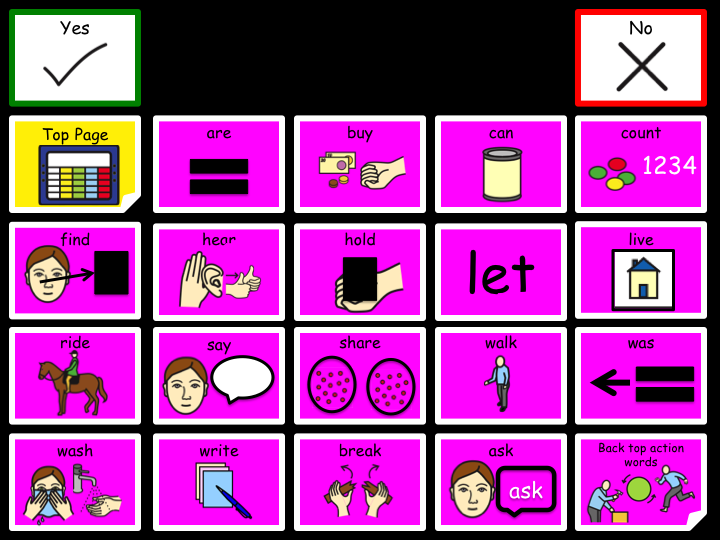 Yes
No
Top Page
are
buy
can
count
1234
find
hear
hold
let
live
ride
say
share
walk
was
wash
write
break
ask
ask
Back top action
words